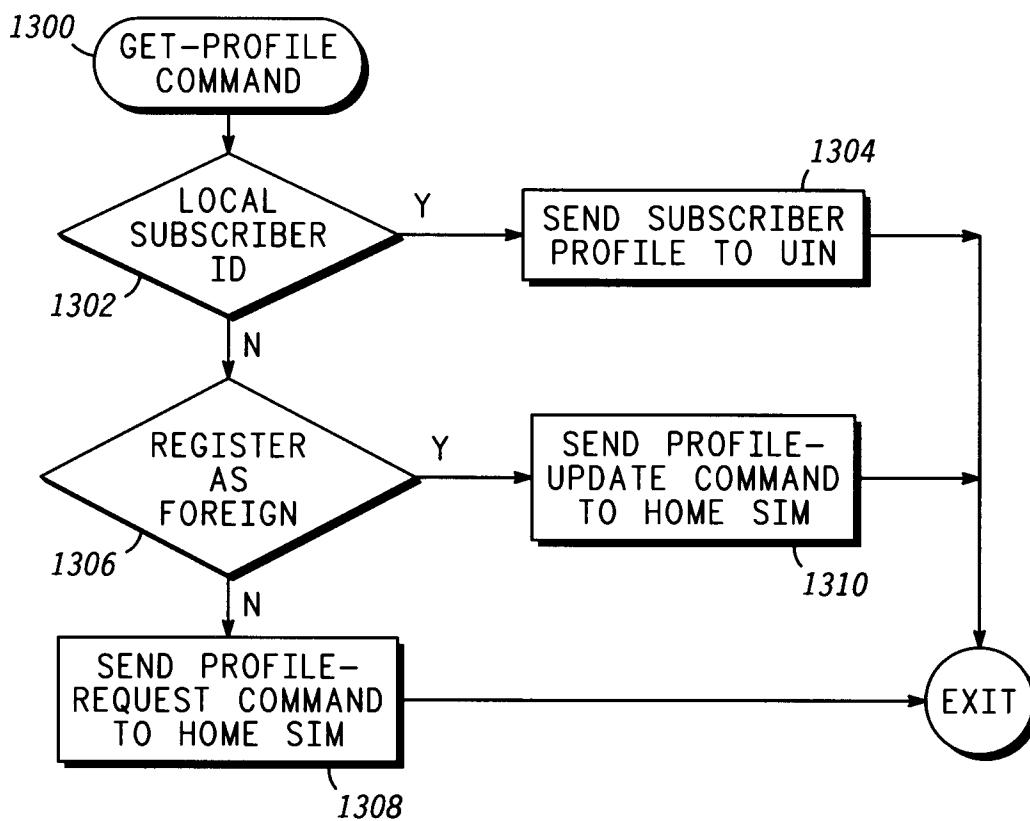 1300
GET-PROFILE
COMMAND
LOCAL
SUBSCRIBER
ID
1302
Y
1304
SEND SUBSCRIBER
PROFILE TO UIN
N
REGISTER
AS
FOREIGN
1306
Y
SEND PROFILE-
UPDATE COMMAND
TO HOME SIM
1310
N
SEND PROFILE-
REQUEST COMMAND
TO HOME SIM
1308
EXIT